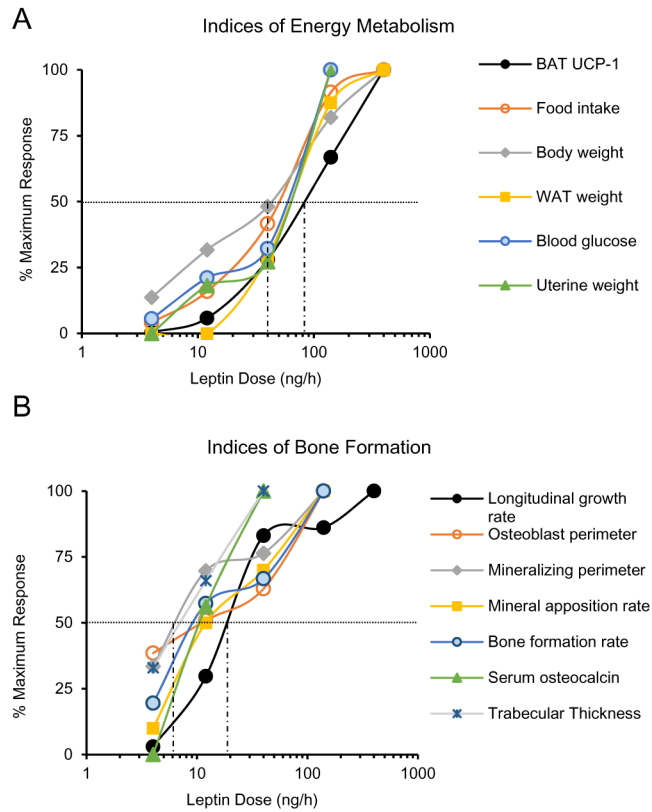 A
Indices of Energy Metabolism
% Maximum Response
100
75
50
25
0
1
10
100
1000
Leptin Dose (ng/h)
BAT UCP-1
Food intake
Body weight
WAT weight
Blood glucose
Uterine weight
B
Indices of Bone Formation
% Maximum Response
100
75
50
25
0
1
10
100
1000
Leptin Dose (ng/h)
Longitudinal growth
rate
Osteoblast perimeter
Mineralizing perimeter
Mineral apposition rate
Bone formation rate
Serum osteocalcin
Trabecular Thickness